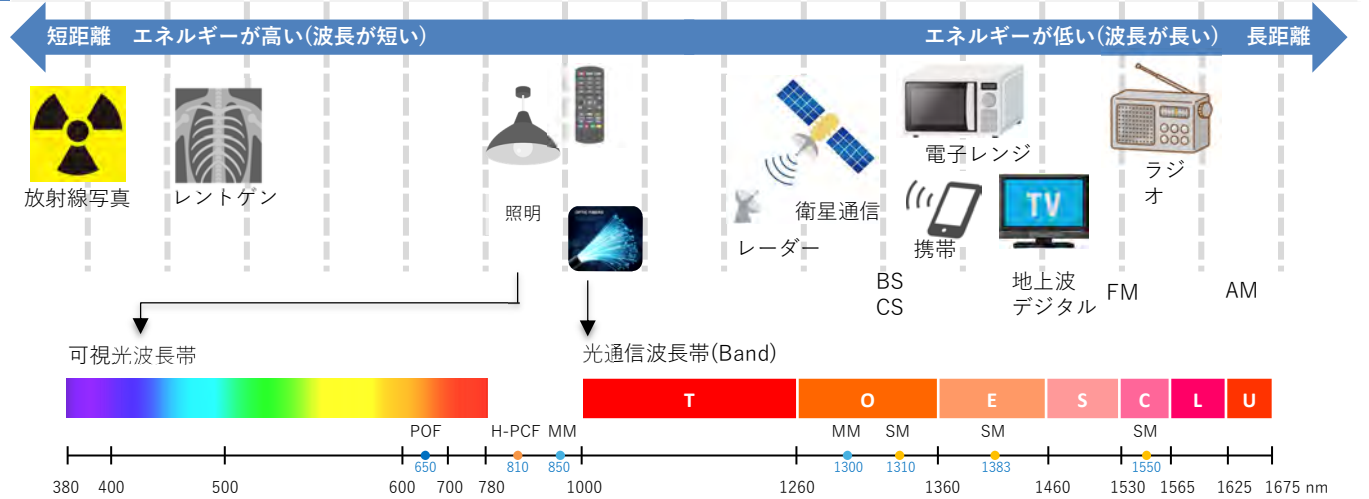 短距離 エネルギーが高い(波長が短い)
エネルギーが低い(波長が長い) 長距離
放射線写真
レントゲン
照明
OPTIC FIBERS
レーダー
衛星通信
電子レンジ
携帯
TV
ラジ
オ
BS
CS
地上波
デジタル
FM
AM
可視光波長帯
光通信波長帯(Band)
T O E S C L U
POF H-PCF MM MM SM SM SM
650 810 850 1300 1310 1383 1550
380 400 500 600 700 780 1000 1260 1360 1460 1530 1565 1625 1675 nm